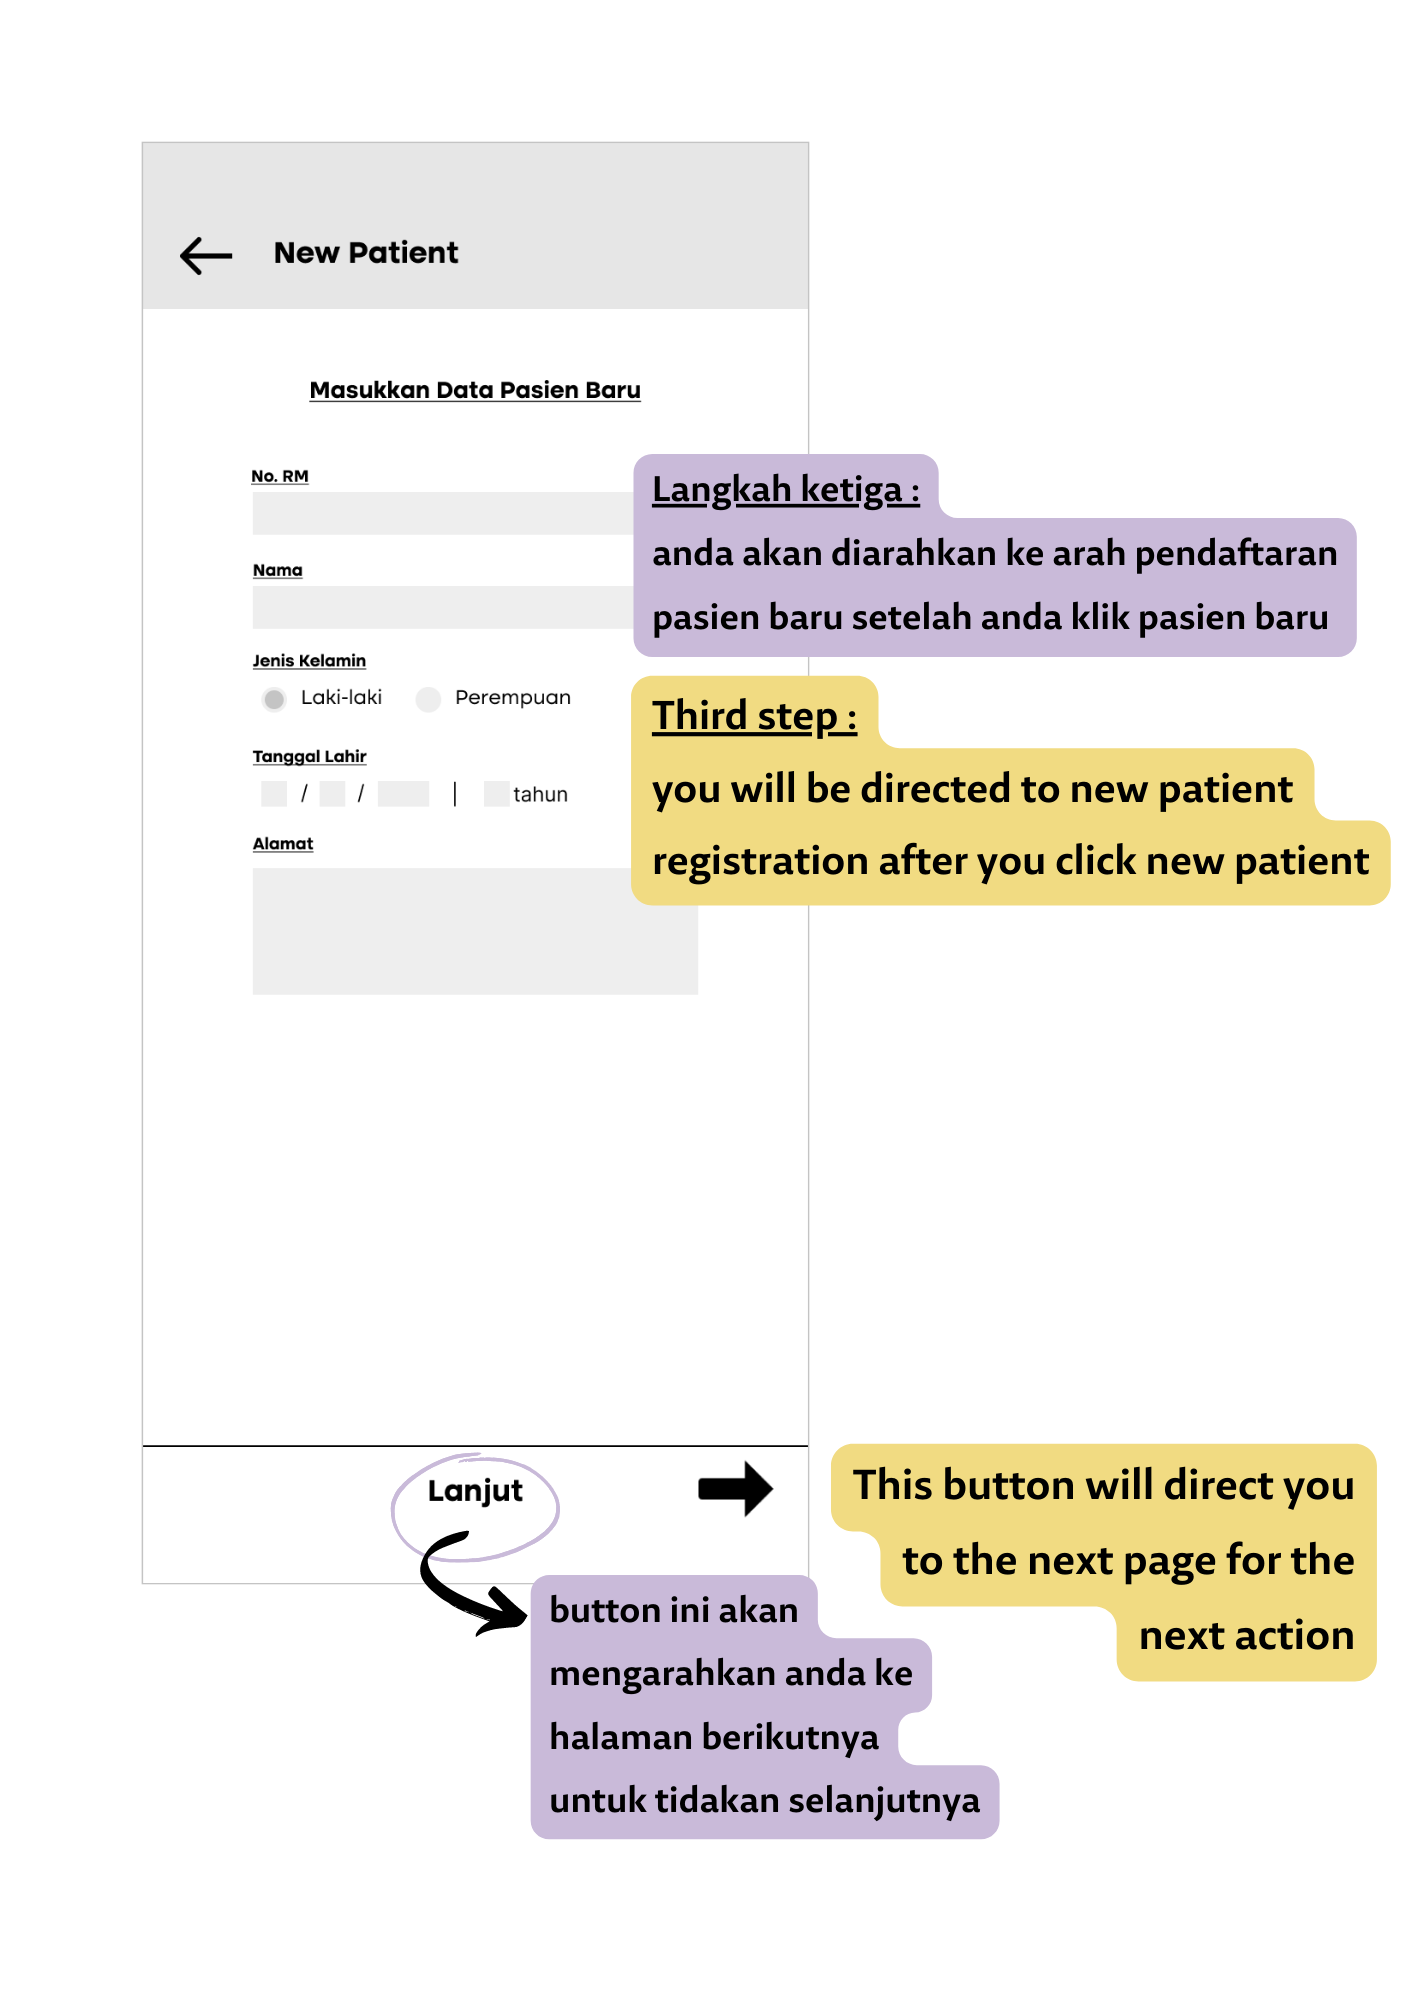 New Patient
Masukkan Data Pasien Baru
No. RM
Nama
Jenis Kelamin
Laki-laki Perempuan
Tanggal Lahir
/ / | tahun
Alamat
Langkah ketiga :
anda akan diarahkan ke arah pendaftaran
pasien baru setelah anda klik pasien baru
Third step :
you will be directed to new patient
registration after you click new patient
Lanjut
This button will direct you
to the next page for the
next action
button ini akan
mengarahkan anda ke
halaman berikutnya
untuk tidakan selanjutnya